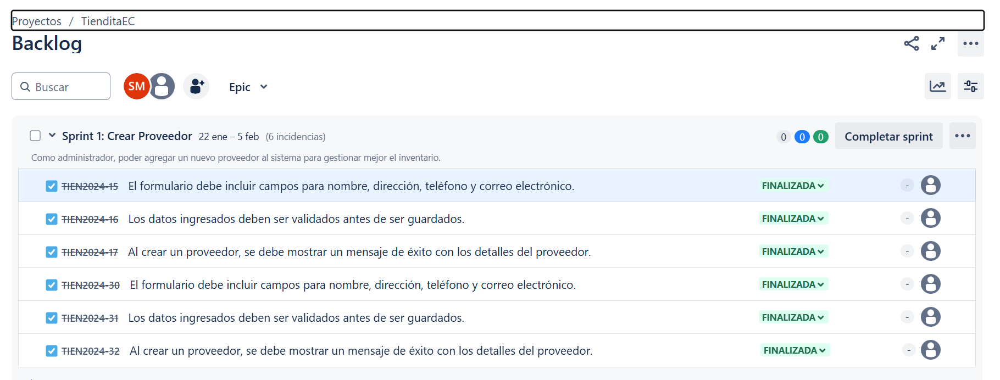 Proyectos / TienditaEC
Backlog
Buscar SM Epic
Sprint 1: Crear Proveedor 22 ene – 5 feb (6 incidencias) 0 0 0 Completar sprint
Como administrador, poder agregar un nuevo proveedor al sistema para gestionar mejor el inventario.
TIEN2024-15 El formulario debe incluir campos para nombre, dirección, teléfono y correo electrónico. FINALIZADA -
TIEN2024-16 Los datos ingresados deben ser validados antes de ser guardados. FINALIZADA -
TIEN2024-17 Al crear un proveedor, se debe mostrar un mensaje de éxito con los detalles del proveedor. FINALIZADA -
TIEN2024-30 El formulario debe incluir campos para nombre, dirección, teléfono y correo electrónico. FINALIZADA -
TIEN2024-31 Los datos ingresados deben ser validados antes de ser guardados. FINALIZADA -
TIEN2024-32 Al crear un proveedor, se debe mostrar un mensaje de éxito con los detalles del proveedor. FINALIZADA -